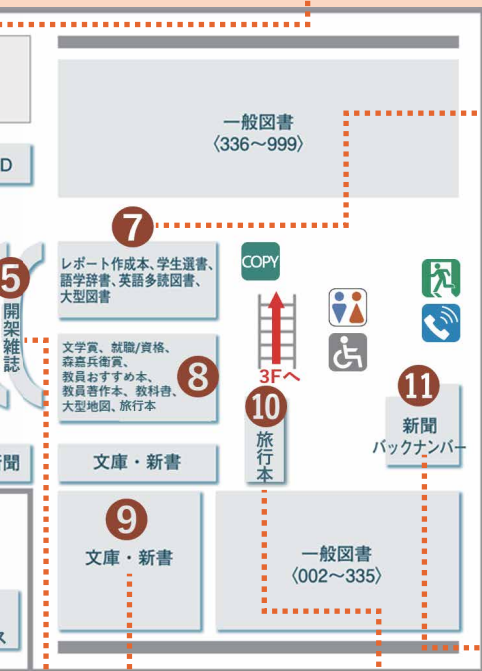 一般図書
〈336～999〉
D
7
レポート作成本、学生選書、
語学辞書、英語多読図書、
大型図書
COPY
5
開架雑誌
文学賞、就職/資格、
森嘉兵衛賞、
教員おすすめ本、
教員著作本、教科書、
大型地図、旅行本
8
3Fへ
10
旅行本
11
新聞
バックナンバー
聞
文庫・新書
9
文庫・新書
一般図書
〈002～335〉
ス